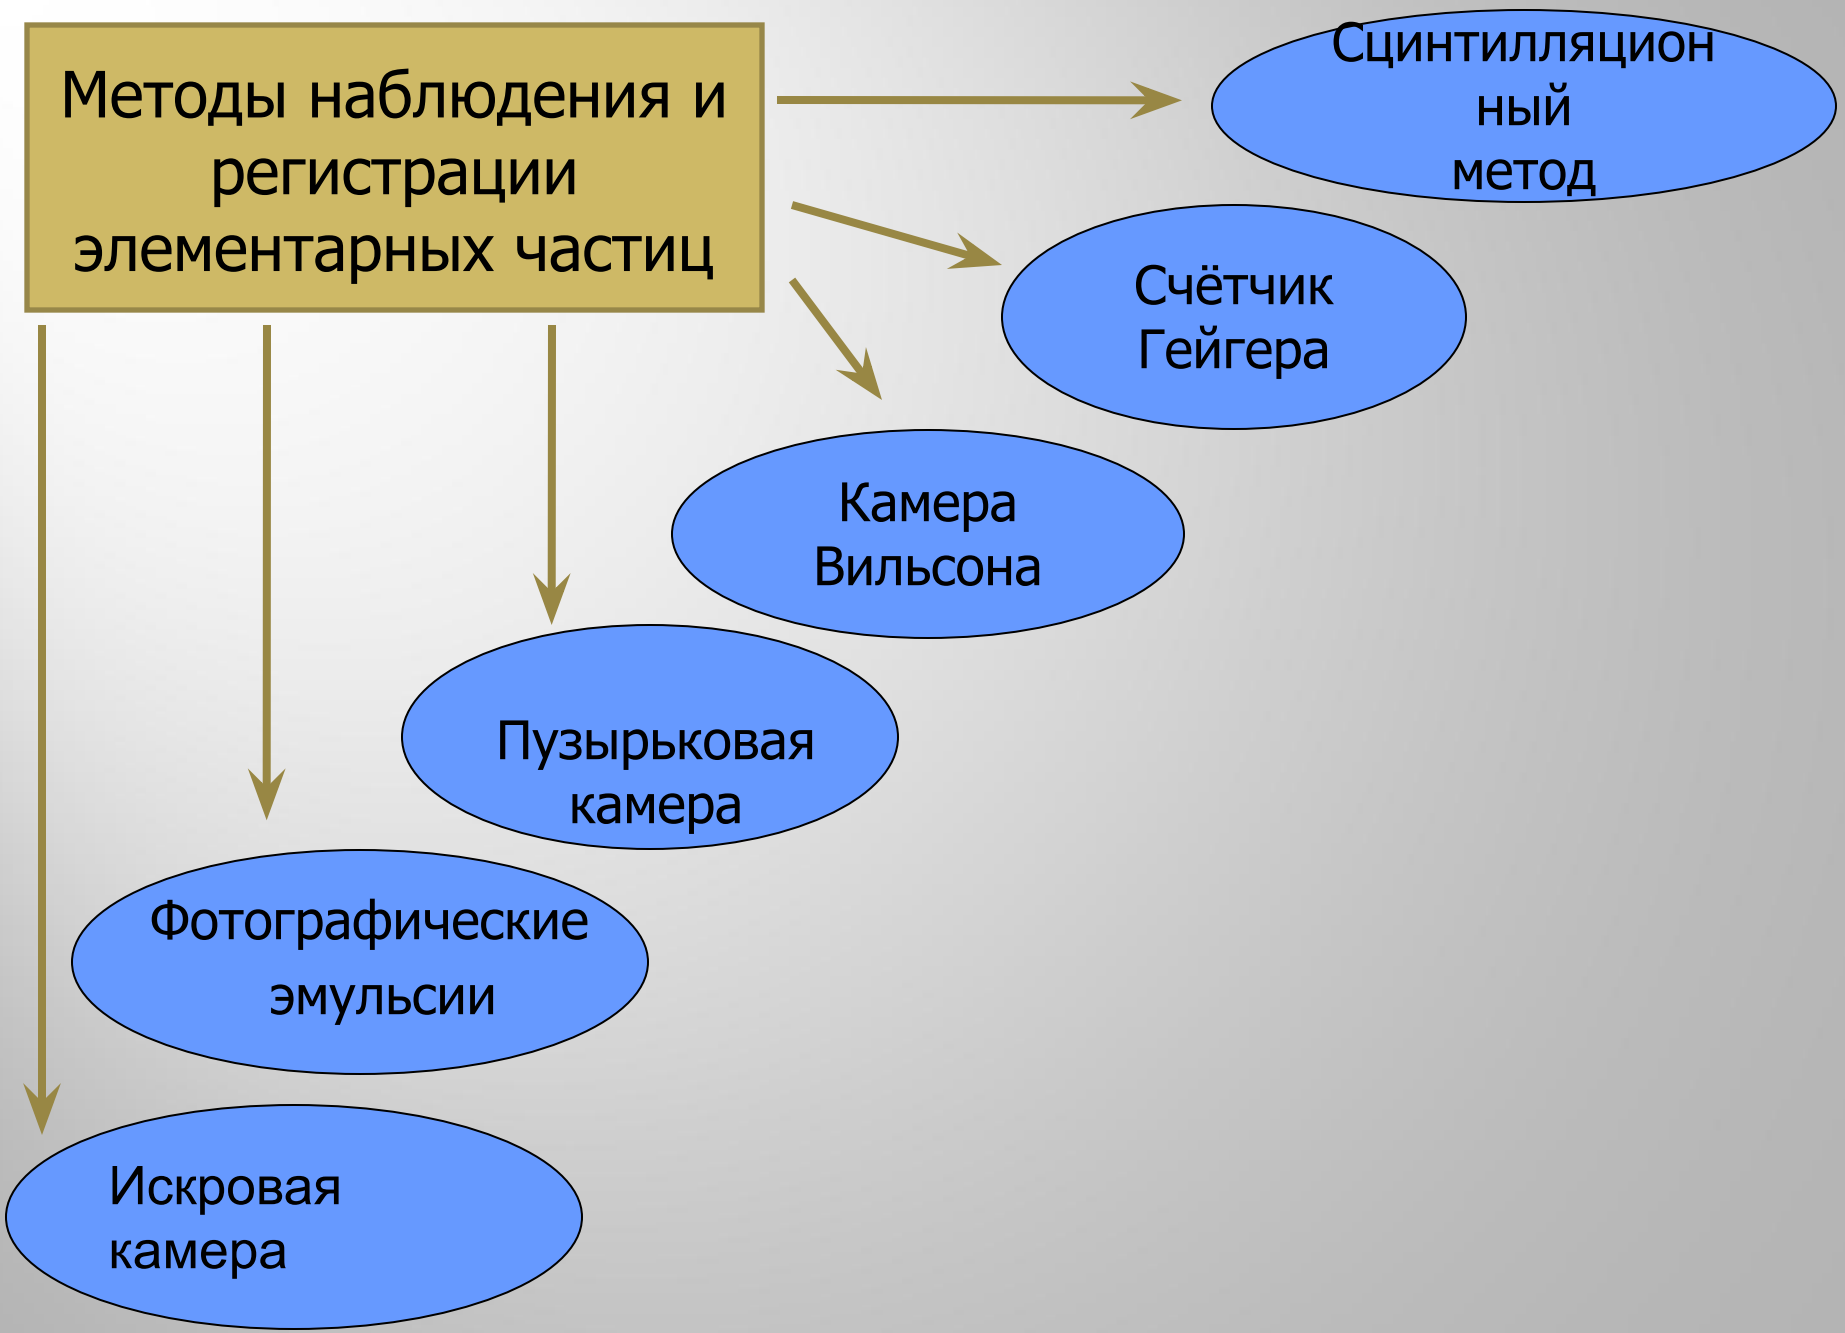 Методы наблюдения и
регистрации
элементарных частиц
Сцинтилляцион
ный
метод
Счётчик
Гейгера
Камера
Вильсона
Пузырьковая
камера
Фотографические
эмульсии
Искровая
камера